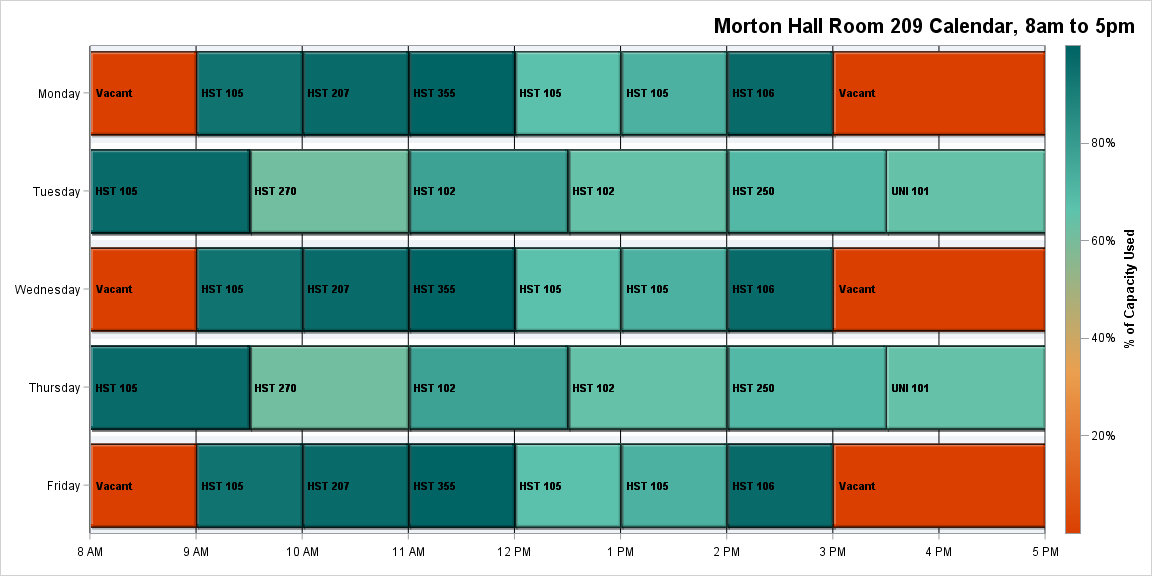 Morton Hall Room 209 Calendar, 8am to 5pm
Monday
Vacant
HST 105
HST 207
HST 355
HST 105
HST 105
HST 106
Vacant
Tuesday
HST 105
HST 270
HST 102
HST 102
HST 250
UNI 101
Wednesday
Vacant
HST 105
HST 207
HST 355
HST 105
HST 105
HST 106
Vacant
Thursday
HST 105
HST 270
HST 102
HST 102
HST 250
UNI 101
Friday
Vacant
HST 105
HST 207
HST 355
HST 105
HST 105
HST 106
Vacant
8 AM
9 AM
10 AM
11 AM
12 PM
1 PM
2 PM
3 PM
4 PM
5 PM
80%
60%
40%
20%
% of Capacity Used